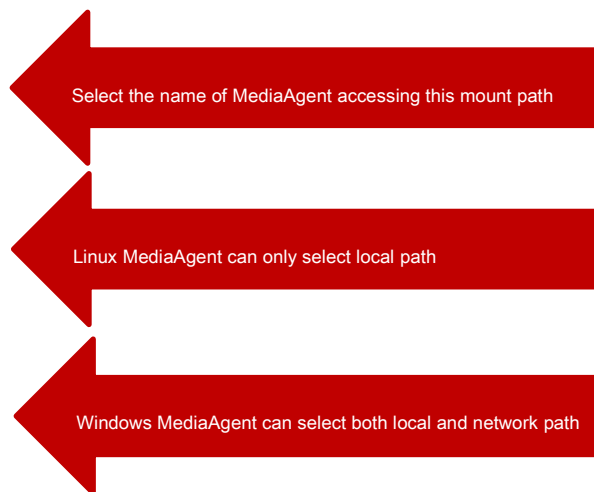 Select the name of MediaAgent accessing this mount path
Linux MediaAgent can only select local path
Windows MediaAgent can select both local and network path